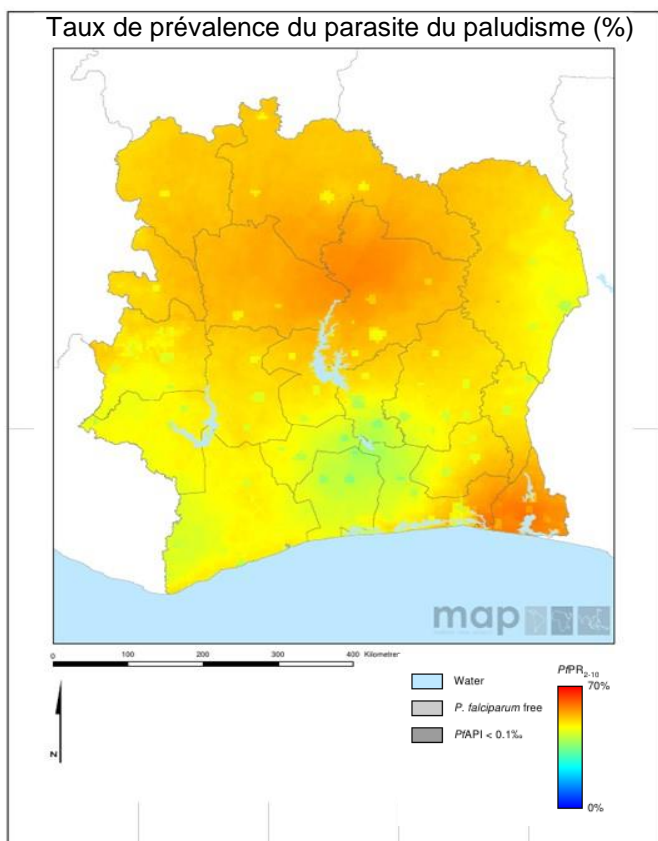 Taux de prévalence du parasite du paludisme (%)
map
0 100 200 300 400 Kilometer
N
Water
P. falciparum free
PfAPI < 0.1‰
PfPR2-10
70%
0%